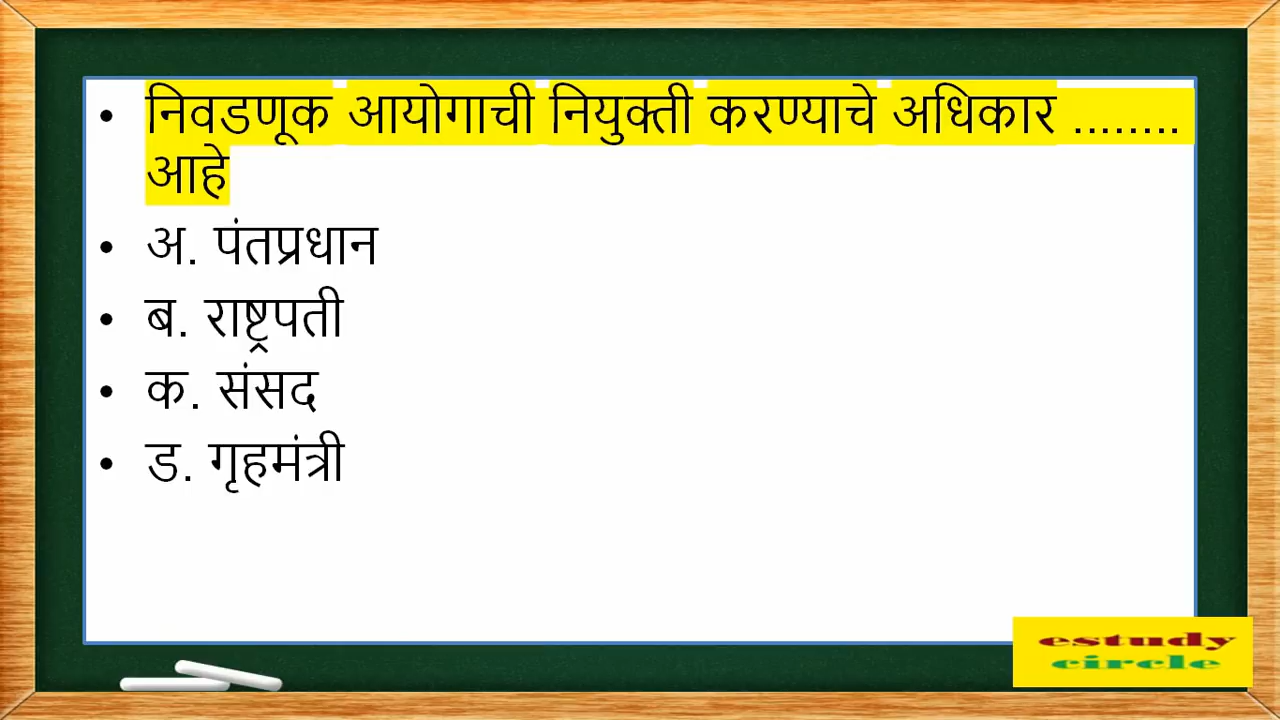 • निवडणूक आयोगाची नियुक्ती करण्याचे अधिकार ........
आहे
• अ. पंतप्रधान
• ब. राष्ट्रपती
• क. संसद
• ड. गृहमंत्री
estudy
circle